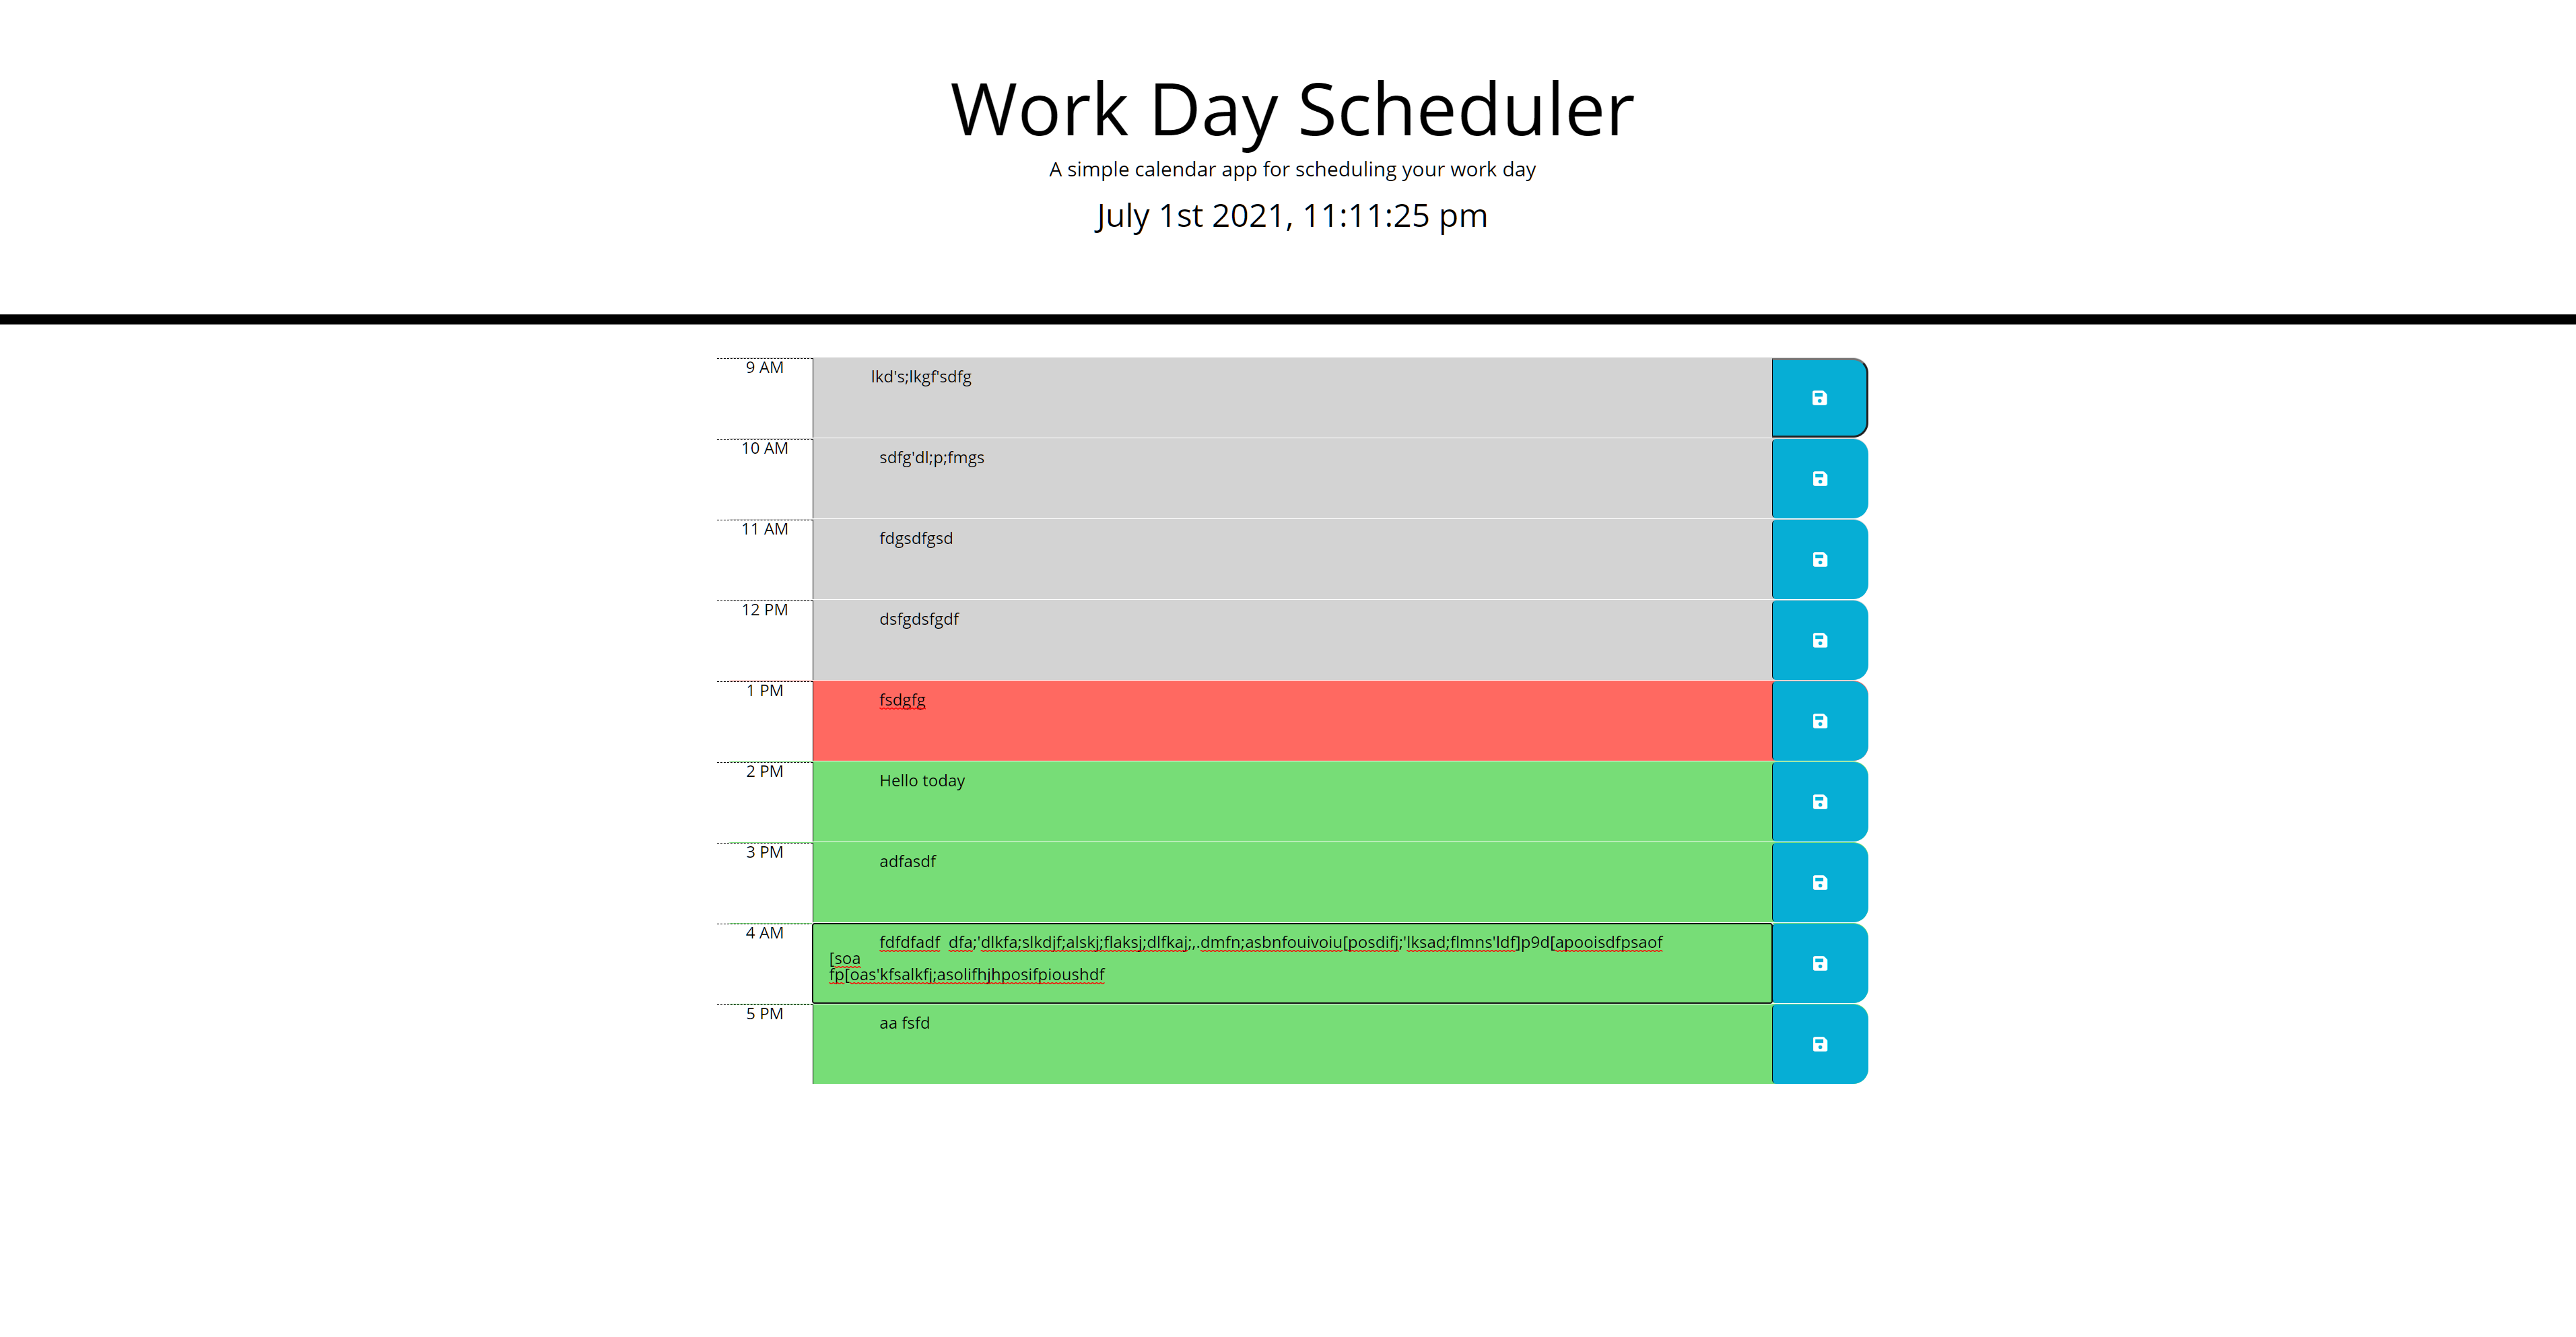 Work Day Scheduler
A simple calendar app for scheduling your work day
July 1st 2021, 11:11:25 pm
9 AM
lkd's;lkgf'sdfg
10 AM
sdfg'dl;p;fmgs
11 AM
fdgsdfgsd
12 PM
dsfgdsfgdf
1 PM
fsdgfg
2 PM
Hello today
3 PM
adfasdf
4 AM
fdfdfadf  dfa;'dlkfa;slkdjf;alskj;flaksj;dlfkaj;,.dmfn;asbnfouivoiu[posdifj;'lksad;flmns'ldf]p9d[apooisdfpsaof
[soa
fp[oas'kfsalkfj;asolifhjhposifpioushdf
5 PM
aa fsfd